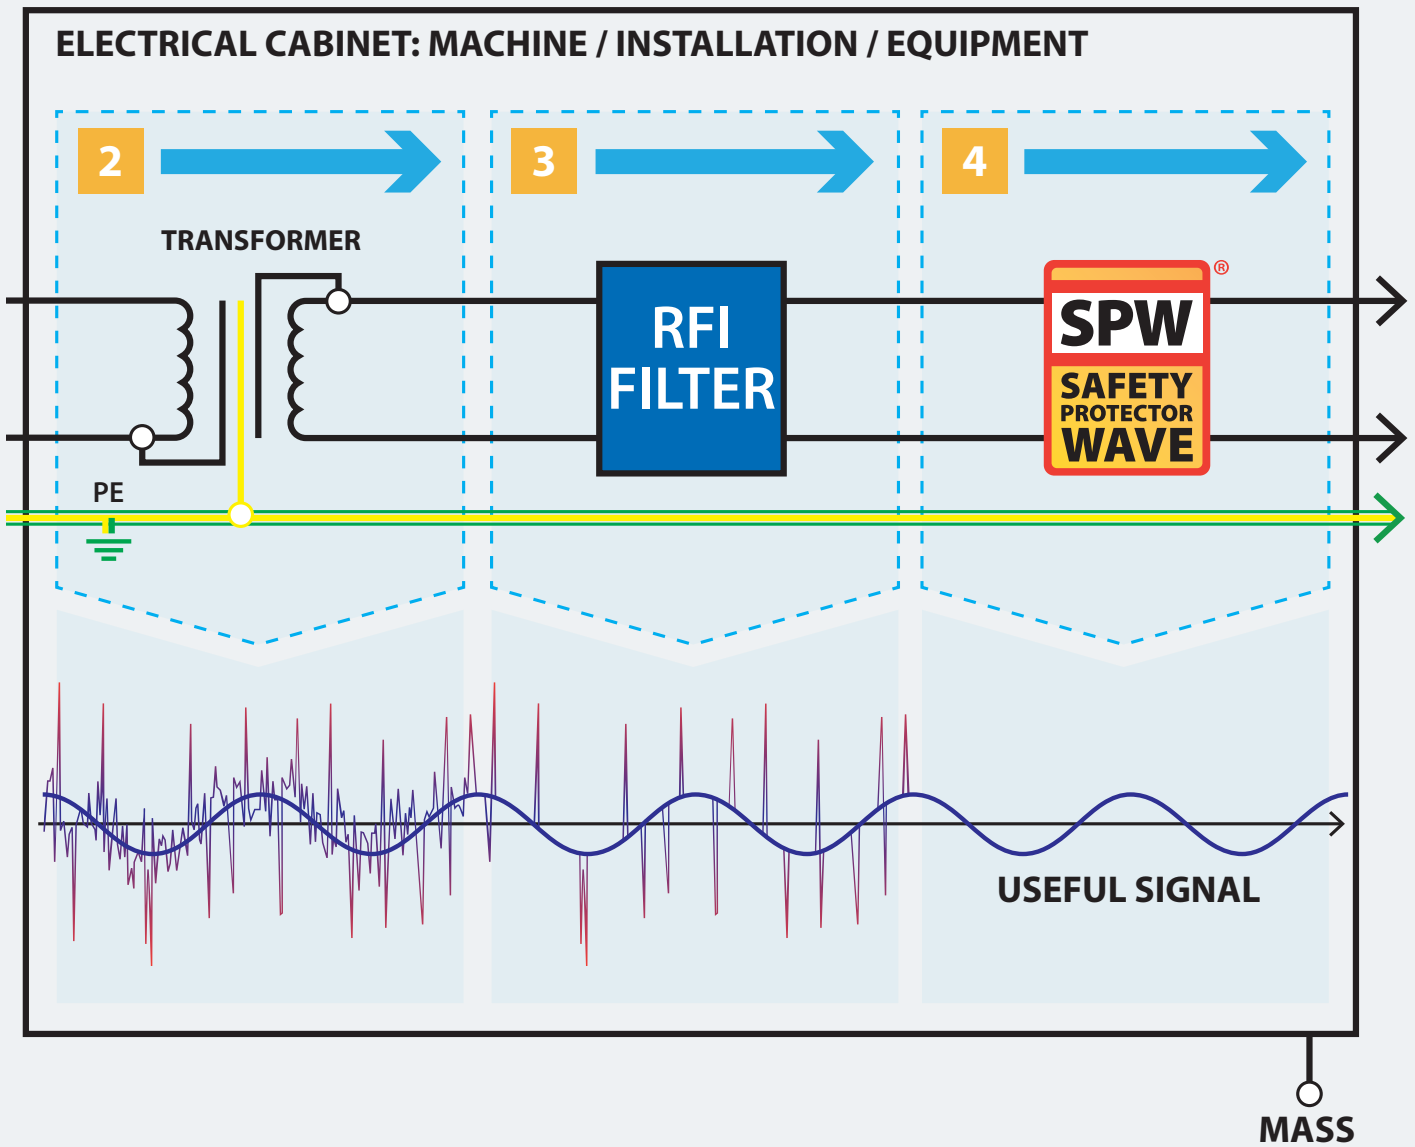 ELECTRICAL CABINET: MACHINE / INSTALLATION / EQUIPMENT
2
3
4
TRANSFORMER
RFI
FILTER
®
SPW
SAFETY
PROTECTOR
WAVE
PE
USEFUL SIGNAL
MASS